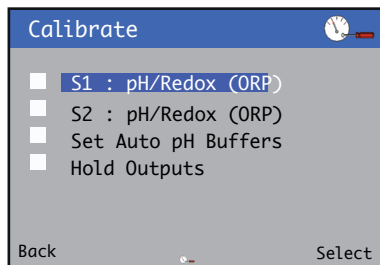 Calibrate
S1 : pH/Redox (ORP)
S2 : pH/Redox (ORP)
Set Auto pH Buffers
Hold Outputs
Back Select